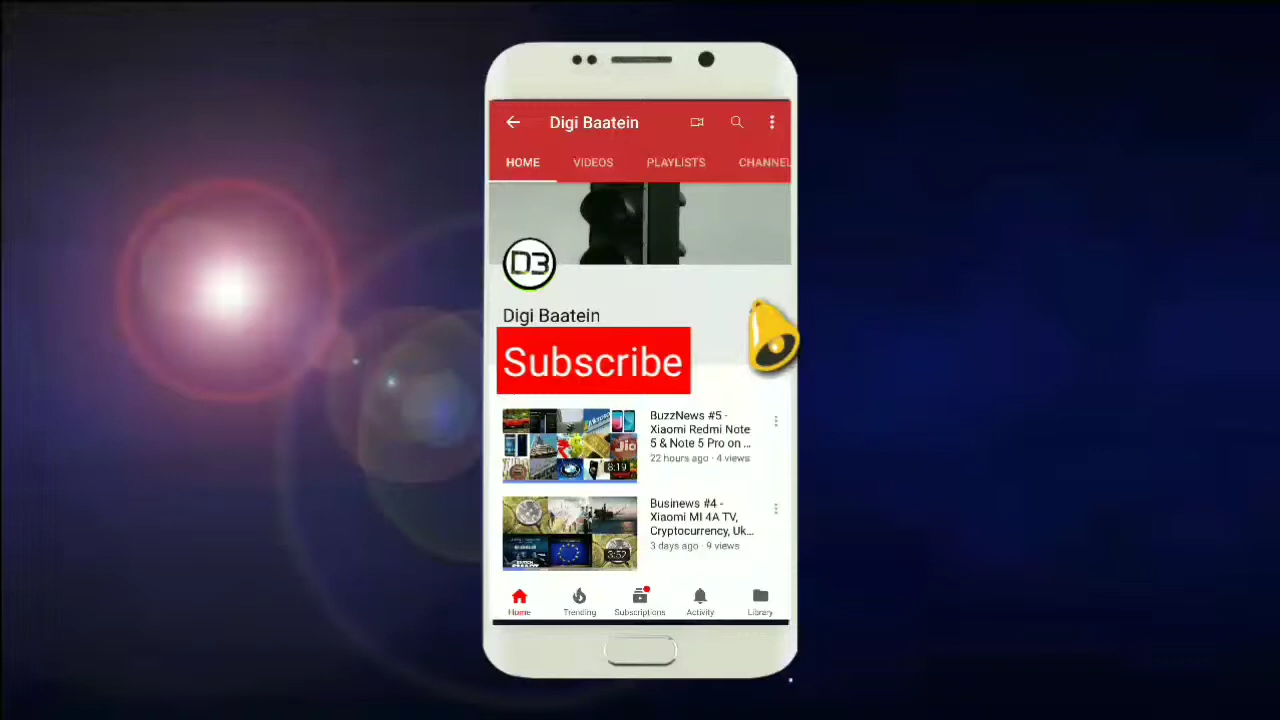 Digi Baatein
HOME VIDEOS PLAYLISTS CHANNEL
D3
Digi Baatein
Subscribe
BuzzNews #5 -
Xiaomi Redmi Note
5 & Note 5 Pro on ...
22 hours ago · 4 views
Jio
8:19
Businews #4 -
Xiaomi MI 4A TV,
Cryptocurrency, Uk...
3 days ago · 9 views
3:52
Home Trending Subscriptions Activity Library